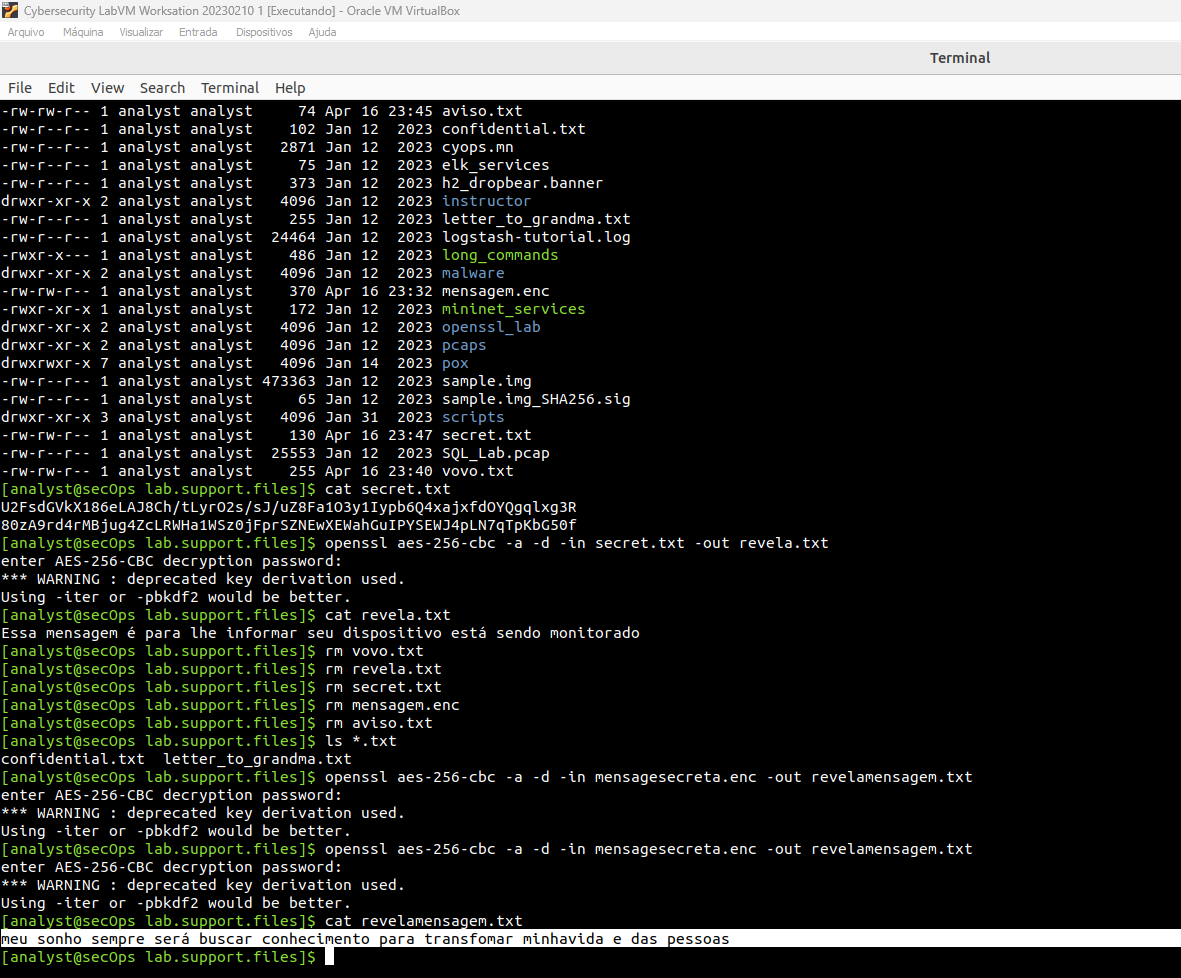 Cybersecurity LabVM Worksation 20230210 1 [Executando] - Oracle VM VirtualBox
Arquivo Máquina Visualizar Entrada Dispositivos Ajuda
Terminal
File Edit View Search Terminal Help
-rw-rw-r-- 1 analyst analyst     74 Apr 16 23:45 aviso.txt
-rw-r--r-- 1 analyst analyst    102 Jan 12  2023 confidential.txt
-rw-r--r-- 1 analyst analyst   2871 Jan 12  2023 cyops.mn
-rw-r--r-- 1 analyst analyst     75 Jan 12  2023 elk_services
-rw-r--r-- 1 analyst analyst    373 Jan 12  2023 h2_dropbear.banner
drwxr-xr-x 2 analyst analyst   4096 Jan 12  2023 instructor
-rw-r--r-- 1 analyst analyst    255 Jan 12  2023 letter_to_grandma.txt
-rw-r--r-- 1 analyst analyst  24464 Jan 12  2023 logstash-tutorial.log
-rwxr-x--- 1 analyst analyst    486 Jan 12  2023 long_commands
drwxr-xr-x 2 analyst analyst   4096 Jan 12  2023 malware
-rw-rw-r-- 1 analyst analyst    370 Apr 16 23:32 mensagem.enc
-rwxr-xr-x 1 analyst analyst    172 Jan 12  2023 mininet_services
drwxr-xr-x 2 analyst analyst   4096 Jan 12  2023 openssl_lab
drwxr-xr-x 2 analyst analyst   4096 Jan 12  2023 pcaps
drwxrwxr-x 7 analyst analyst   4096 Jan 14  2023 pox
-rw-r--r-- 1 analyst analyst 473363 Jan 12  2023 sample.img
-rw-r--r-- 1 analyst analyst     65 Jan 12  2023 sample.img_SHA256.sig
drwxr-xr-x 3 analyst analyst   4096 Jan 31  2023 scripts
-rw-rw-r-- 1 analyst analyst    130 Apr 16 23:47 secret.txt
-rw-r--r-- 1 analyst analyst  25553 Jan 12  2023 SQL_Lab.pcap
-rw-rw-r-- 1 analyst analyst    255 Apr 16 23:40 vovo.txt
[analyst@secOps lab.support.files]$ cat secret.txt
U2FsdGVkX186eLAJ8Ch/tLyrO2s/sJ/uZ8Fa1O3y1Iypb6Q4xajxfdOYQgqlxg3R
80zA9rd4rMBjug4ZcLRWHa1WSz0jFprSZNEwXEWahGuIPYSEWJ4pLN7qTpKbG50f
[analyst@secOps lab.support.files]$ openssl aes-256-cbc -a -d -in secret.txt -out revela.txt
enter AES-256-CBC decryption password:
*** WARNING : deprecated key derivation used.
Using -iter or -pbkdf2 would be better.
[analyst@secOps lab.support.files]$ cat revela.txt
Essa mensagem é para lhe informar seu dispositivo está sendo monitorado
[analyst@secOps lab.support.files]$ rm vovo.txt
[analyst@secOps lab.support.files]$ rm revela.txt
[analyst@secOps lab.support.files]$ rm secret.txt
[analyst@secOps lab.support.files]$ rm mensagem.enc
[analyst@secOps lab.support.files]$ rm aviso.txt
[analyst@secOps lab.support.files]$ ls *.txt
confidential.txt  letter_to_grandma.txt
[analyst@secOps lab.support.files]$ openssl aes-256-cbc -a -d -in mensagesecreta.enc -out revelamensagem.txt
enter AES-256-CBC decryption password:
*** WARNING : deprecated key derivation used.
Using -iter or -pbkdf2 would be better.
[analyst@secOps lab.support.files]$ openssl aes-256-cbc -a -d -in mensagesecreta.enc -out revelamensagem.txt
enter AES-256-CBC decryption password:
*** WARNING : deprecated key derivation used.
Using -iter or -pbkdf2 would be better.
[analyst@secOps lab.support.files]$ cat revelamensagem.txt
meu sonho sempre será buscar conhecimento para transfomar minhavida e das pessoas
[analyst@secOps lab.support.files]$